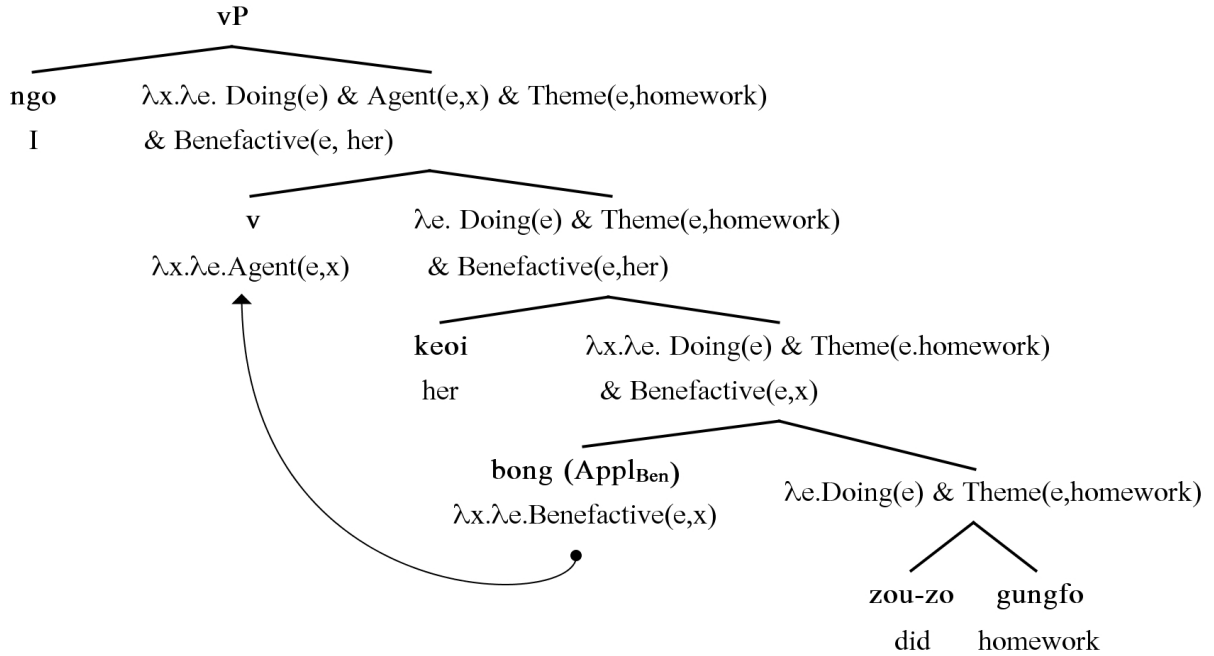 vP
ngo λx.λe. Doing(e) & Agent(e,x) & Theme(e,homework)
I & Benefactive(e, her)
v λe. Doing(e) & Theme(e,homework)
λx.λe.Agent(e,x) & Benefactive(e,her)
keoi λx.λe. Doing(e) & Theme(e.homework)
her & Benefactive(e,x)
bong (ApplBen) λe.Doing(e) & Theme(e,homework)
λx.λe.Benefactive(e,x)
zou-zo gungfo
did homework